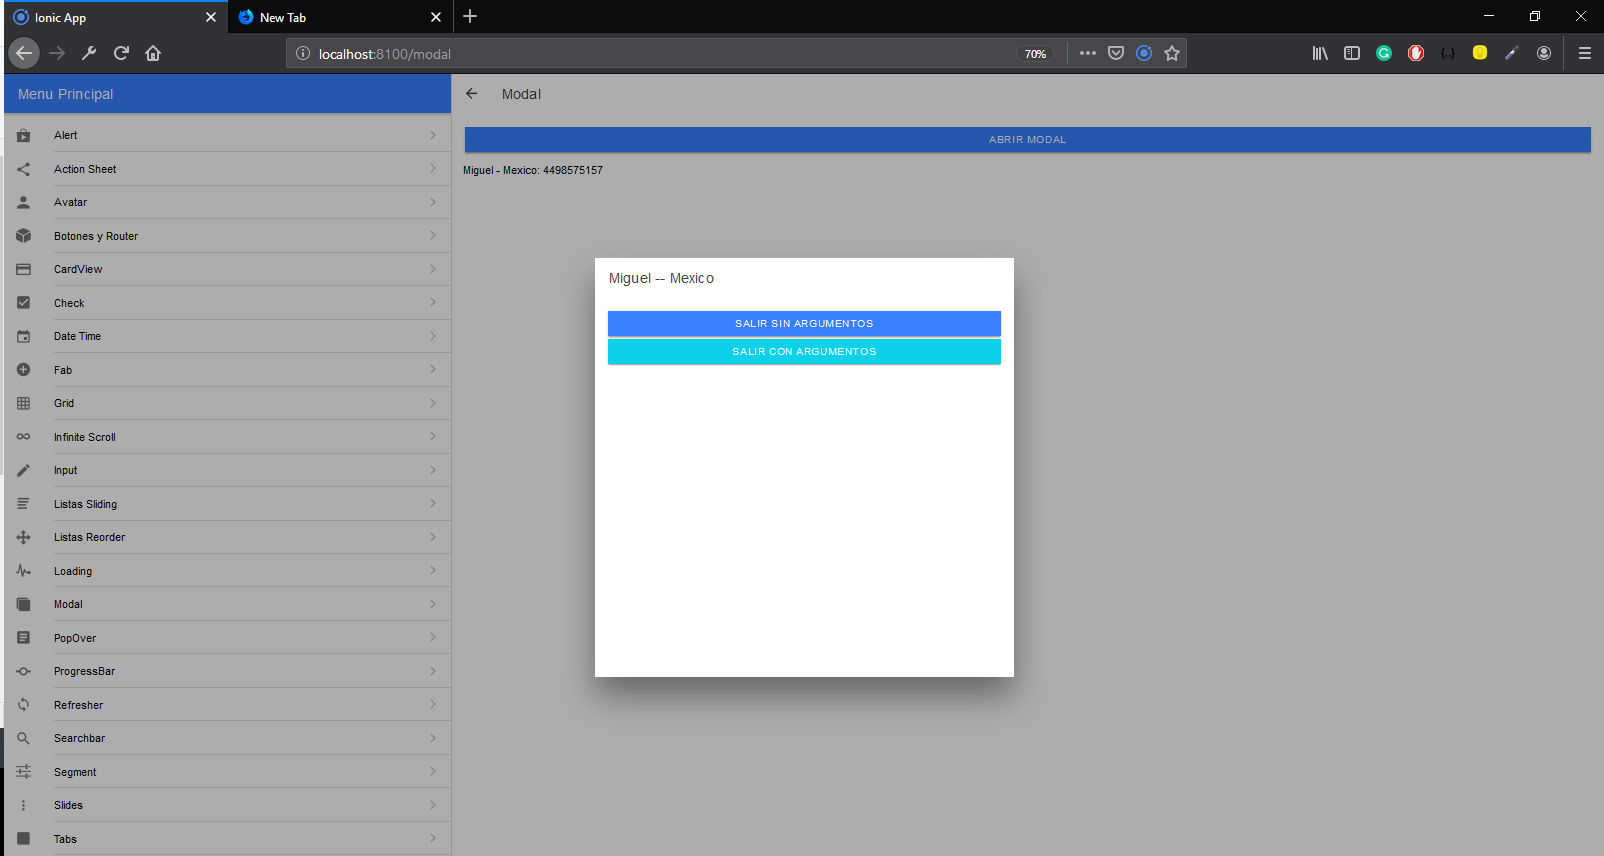 Ionic App
New Tab
localhost:8100/modal
70%
Menu Principal
Alert
Action Sheet
Avatar
Botones y Router
CardView
Check
Date Time
Fab
Grid
Infinite Scroll
Input
Listas Sliding
Listas Reorder
Loading
Modal
PopOver
ProgressBar
Refresher
Searchbar
Segment
Slides
Tabs
Modal
ABRIR MODAL
Miguel - Mexico: 4498575157
Miguel -- Mexico
SALIR SIN ARGUMENTOS
SALIR CON ARGUMENTOS